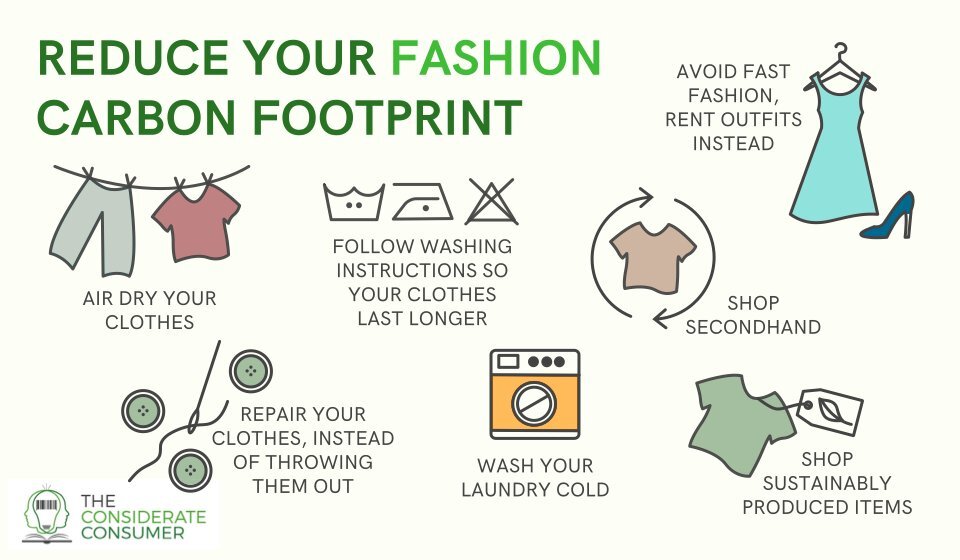 REDUCE YOUR FASHION
CARBON FOOTPRINT
AVOID FAST
FASHION,
RENT OUTFITS
INSTEAD
AIR DRY YOUR
CLOTHES
FOLLOW WASHING
INSTRUCTIONS SO
YOUR CLOTHES
LAST LONGER
SHOP
SECONDHAND
REPAIR YOUR
CLOTHES, INSTEAD
OF THROWING
THEM OUT
WASH YOUR
LAUNDRY COLD
SHOP
SUSTAINABLY
PRODUCED ITEMS
THE
CONSIDERATE
CONSUMER